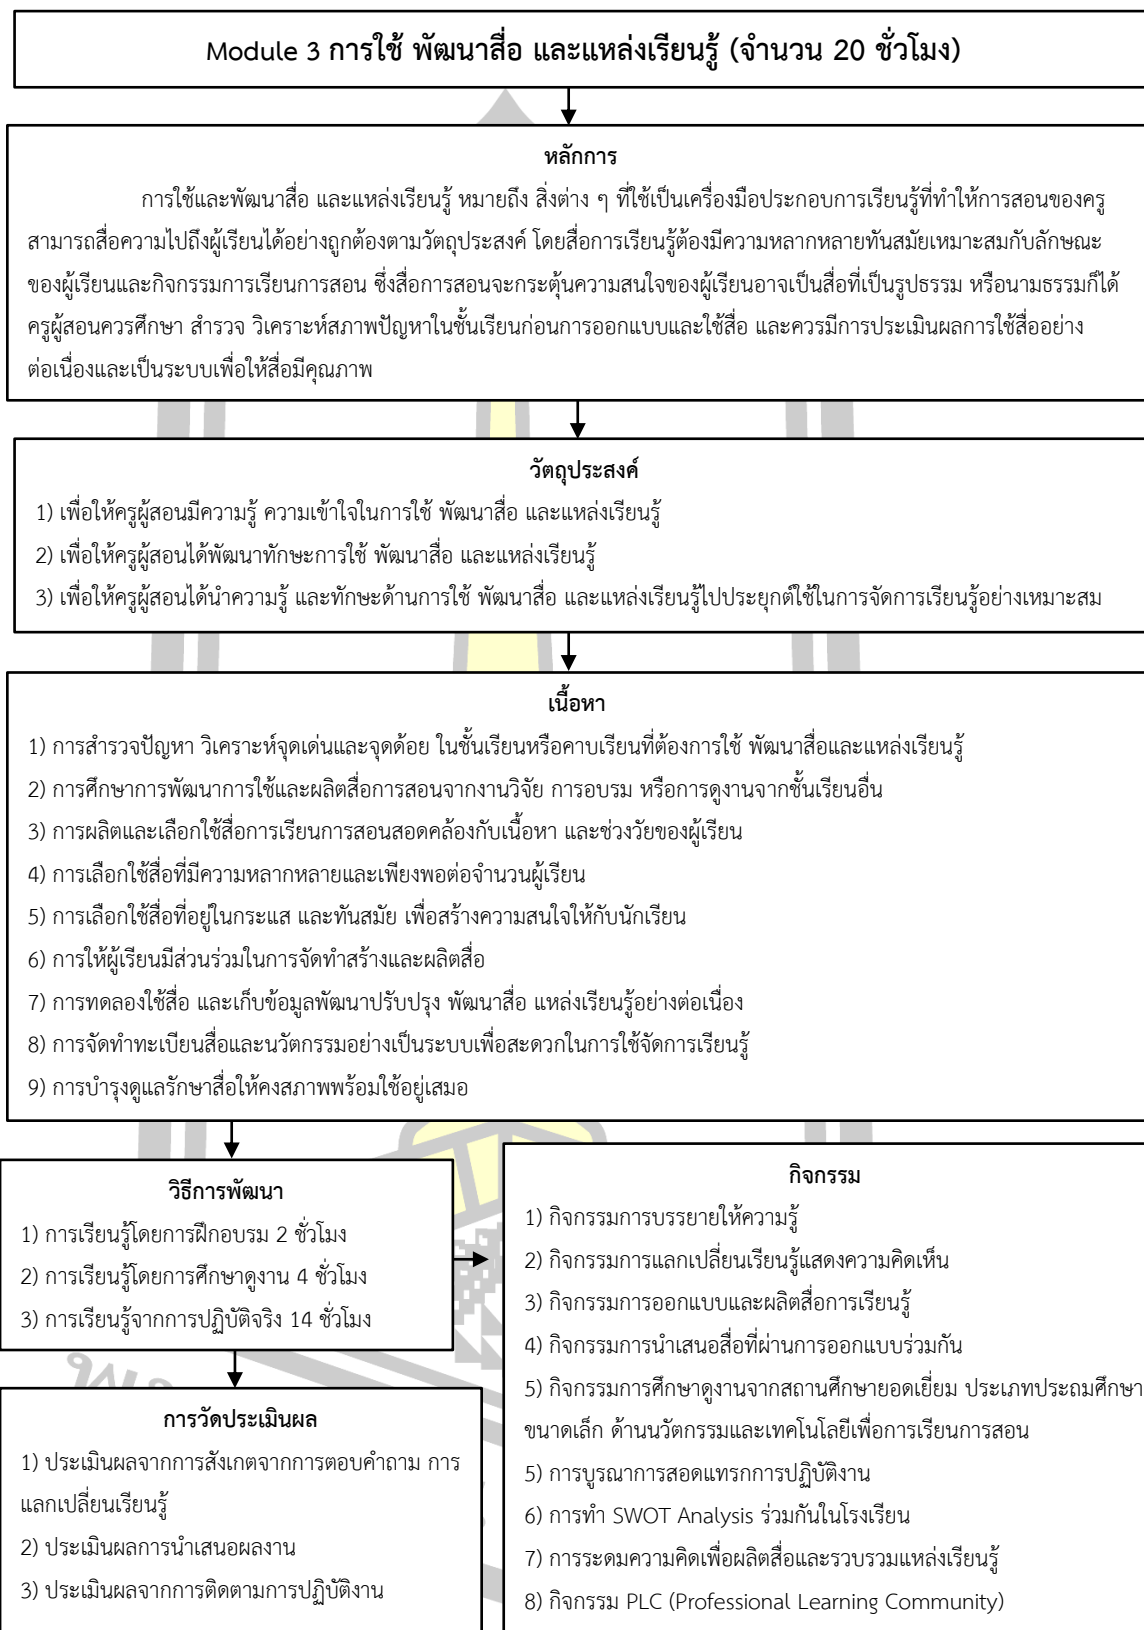 Module 3 การใช้ พัฒนาสื่อ และแหล่งเรียนรู้ (จำนวน 20 ชั่วโมง)
หลักการ
การใช้และพัฒนาสื่อ และแหล่งเรียนรู้ หมายถึง สิ่งต่าง ๆ ที่ใช้เป็นเครื่องมือประกอบการเรียนรู้ที่ทำให้การสอนของครู
สามารถสื่อความไปถึงผู้เรียนได้อย่างถูกต้องตามวัตถุประสงค์ โดยสื่อการเรียนรู้ต้องมีความหลากหลายทันสมัยเหมาะสมกับลักษณะ
ของผู้เรียนและกิจกรรมการเรียนการสอน ซึ่งสื่อการสอนจะกระตุ้นความสนใจของผู้เรียนอาจเป็นสื่อที่เป็นรูปธรรม หรือนามธรรมก็ได้
ครูผู้สอนควรศึกษา สำรวจ วิเคราะห์สภาพปัญหาในชั้นเรียนก่อนการออกแบบและใช้สื่อ และควรมีการประเมินผลการใช้สื่ออย่าง
ต่อเนื่องและเป็นระบบเพื่อให้สื่อมีคุณภาพ
วัตถุประสงค์
1) เพื่อให้ครูผู้สอนมีความรู้ ความเข้าใจในการใช้ พัฒนาสื่อ และแหล่งเรียนรู้
2) เพื่อให้ครูผู้สอนได้พัฒนาทักษะการใช้ พัฒนาสื่อ และแหล่งเรียนรู้
3) เพื่อให้ครูผู้สอนได้นำความรู้ และทักษะด้านการใช้ พัฒนาสื่อ และแหล่งเรียนรู้ไปประยุกต์ใช้ในการจัดการเรียนรู้อย่างเหมาะสม
เนื้อหา
1) การสำรวจปัญหา วิเคราะห์จุดเด่นและจุดด้อย ในชั้นเรียนหรือคาบเรียนที่ต้องการใช้ พัฒนาสื่อและแหล่งเรียนรู้
2) การศึกษาการพัฒนาการใช้และผลิตสื่อการสอนจากงานวิจัย การอบรม หรือการดูงานจากชั้นเรียนอื่น
3) การผลิตและเลือกใช้สื่อการเรียนการสอนสอดคล้องกับเนื้อหา และช่วงวัยของผู้เรียน
4) การเลือกใช้สื่อที่มีความหลากหลายและเพียงพอต่อจำนวนผู้เรียน
5) การเลือกใช้สื่อที่อยู่ในกระแส และทันสมัย เพื่อสร้างความสนใจให้กับนักเรียน
6) การให้ผู้เรียนมีส่วนร่วมในการจัดทำสร้างและผลิตสื่อ
7) การทดลองใช้สื่อ และเก็บข้อมูลพัฒนาปรับปรุง พัฒนาสื่อ แหล่งเรียนรู้อย่างต่อเนื่อง
8) การจัดทำทะเบียนสื่อและนวัตกรรมอย่างเป็นระบบเพื่อสะดวกในการใช้จัดการเรียนรู้
9) การบำรุงดูแลรักษาสื่อให้คงสภาพพร้อมใช้อยู่เสมอ
วิธีการพัฒนา
1) การเรียนรู้โดยการฝึกอบรม 2 ชั่วโมง
2) การเรียนรู้โดยการศึกษาดูงาน 4 ชั่วโมง
3) การเรียนรู้จากการปฏิบัติจริง 14 ชั่วโมง
การวัดประเมินผล
1) ประเมินผลจากการสังเกตจากการตอบคำถาม การ
แลกเปลี่ยนเรียนรู้
2) ประเมินผลการนำเสนอผลงาน
3) ประเมินผลจากการติดตามการปฏิบัติงาน
กิจกรรม
1) กิจกรรมการบรรยายให้ความรู้
2) กิจกรรมการแลกเปลี่ยนเรียนรู้แสดงความคิดเห็น
3) กิจกรรมการออกแบบและผลิตสื่อการเรียนรู้
4) กิจกรรมการนำเสนอสื่อที่ผ่านการออกแบบร่วมกัน
5) กิจกรรมการศึกษาดูงานจากสถานศึกษายอดเยี่ยม ประเภทประถมศึกษา
ขนาดเล็ก ด้านนวัตกรรมและเทคโนโลยีเพื่อการเรียนการสอน
5) การบูรณาการสอดแทรกการปฏิบัติงาน
6) การทำ SWOT Analysis ร่วมกันในโรงเรียน
7) การระดมความคิดเพื่อผลิตสื่อและรวบรวมแหล่งเรียนรู้
8) กิจกรรม PLC (Professional Learning Community)